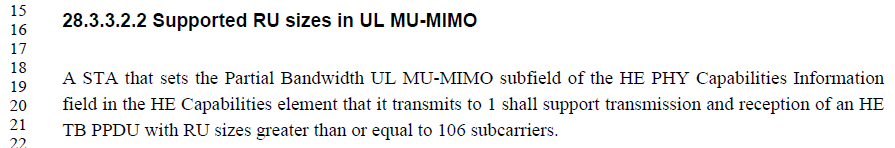 15
16 28.3.3.2.2 Supported RU sizes in UL MU-MIMO
17
18
19 A STA that sets the Partial Bandwidth UL MU-MIMO subfield of the HE PHY Capabilities Information
20 field in the HE Capabilities element that it transmits to 1 shall support transmission and reception of an HE
21 TB PPDU with RU sizes greater than or equal to 106 subcarriers.
22